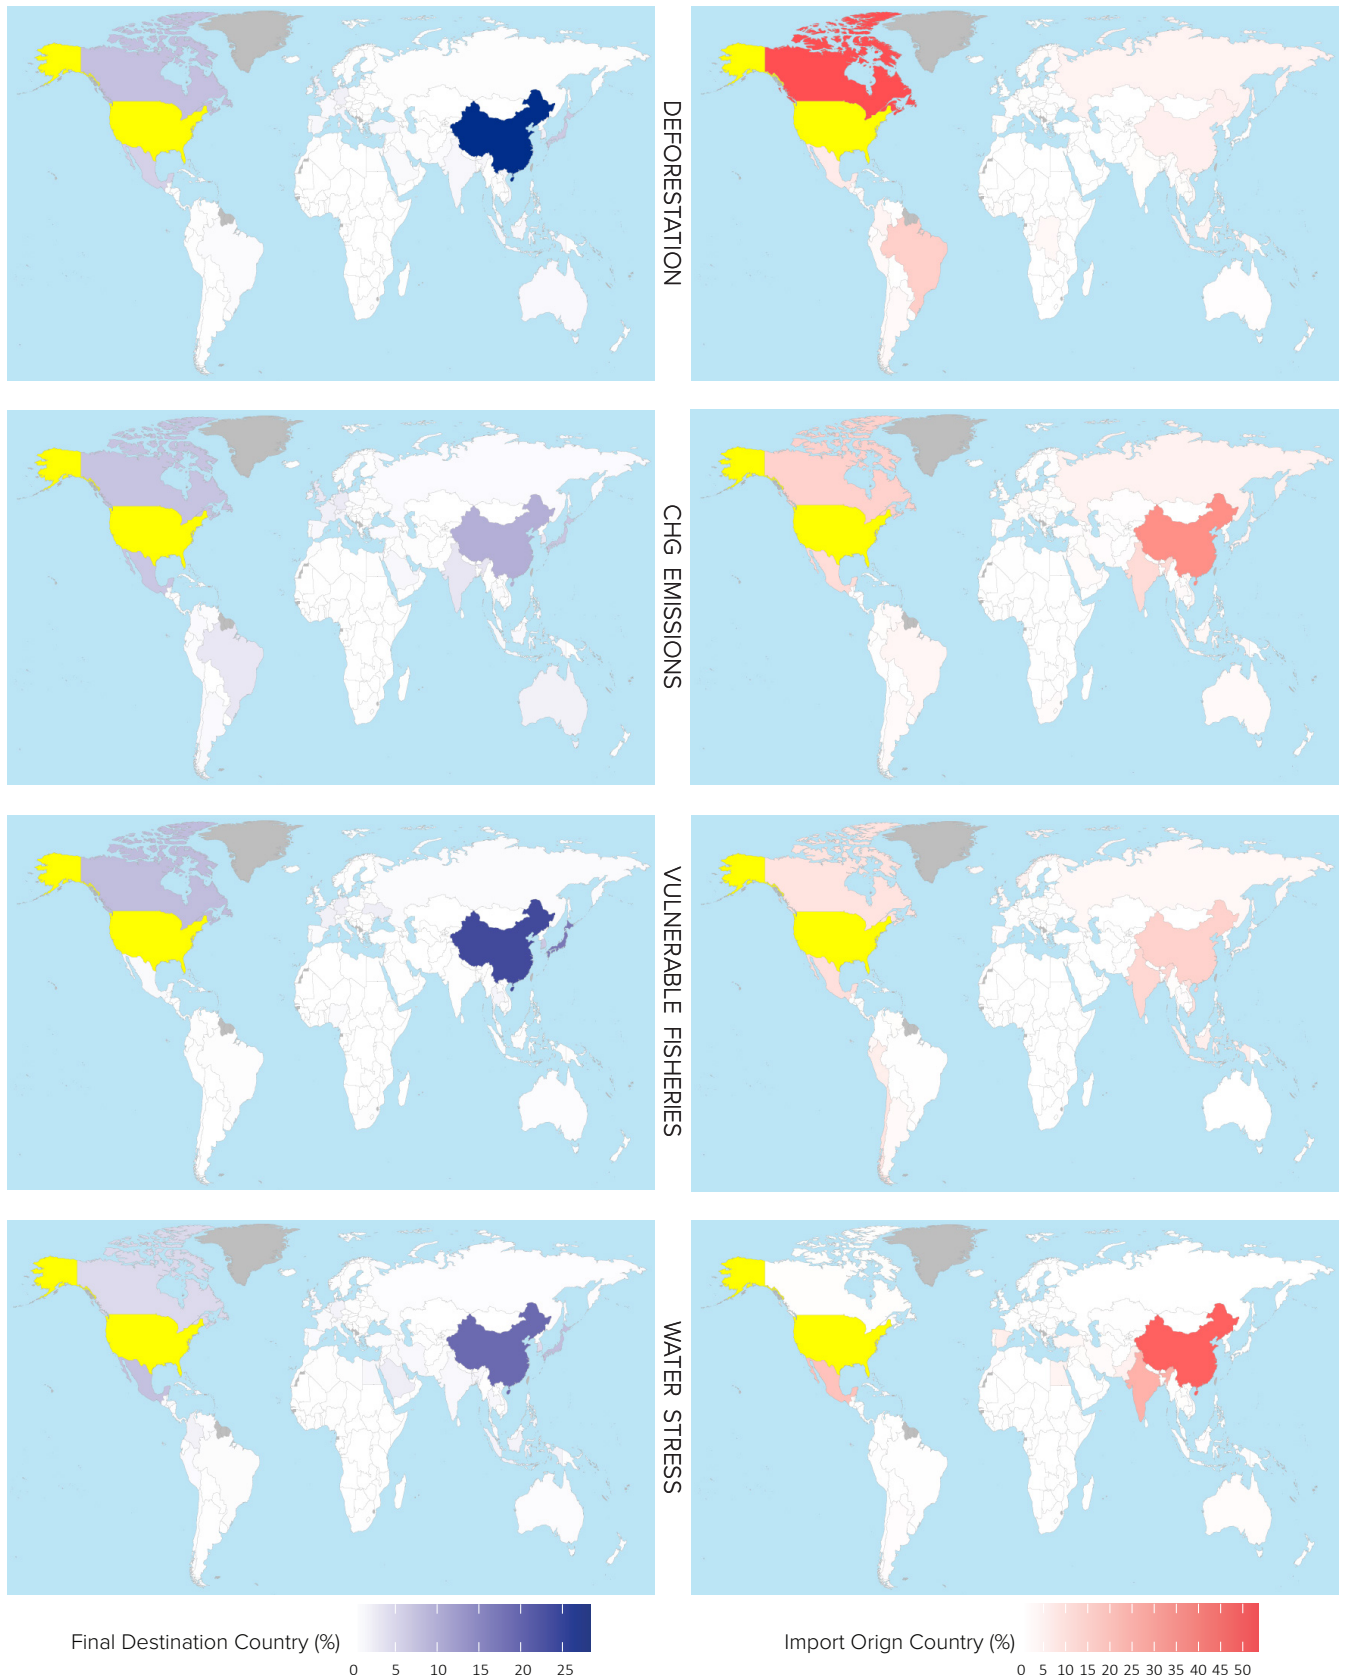 DEFORESTATION
CHG EMISSIONS
VULNERABLE FISHERIES
WATER STRESS
Final Destination Country (%)
0 5 10 15 20 25
Import Orign Country (%)
0 5 10 15 20 25 30 35 40 45 50